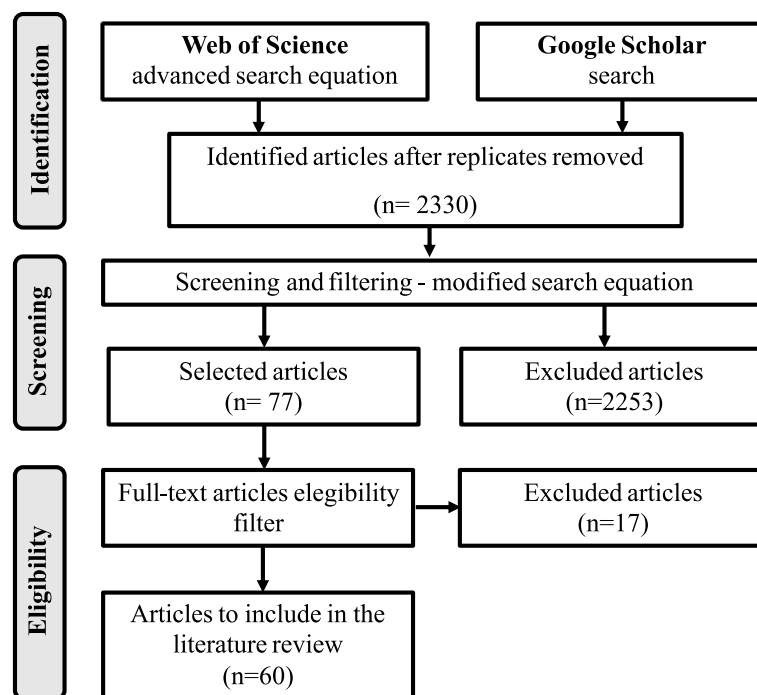 Identification
Web of Science
advanced search equation
Google Scholar
search
Identified articles after replicates removed
(n= 2330)
Screening
Screening and filtering - modified search equation
Selected articles
(n= 77)
Excluded articles
(n=2253)
Eligibility
Full-text articles elegibility
filter
Excluded articles
(n=17)
Articles to include in the
literature review
(n=60)